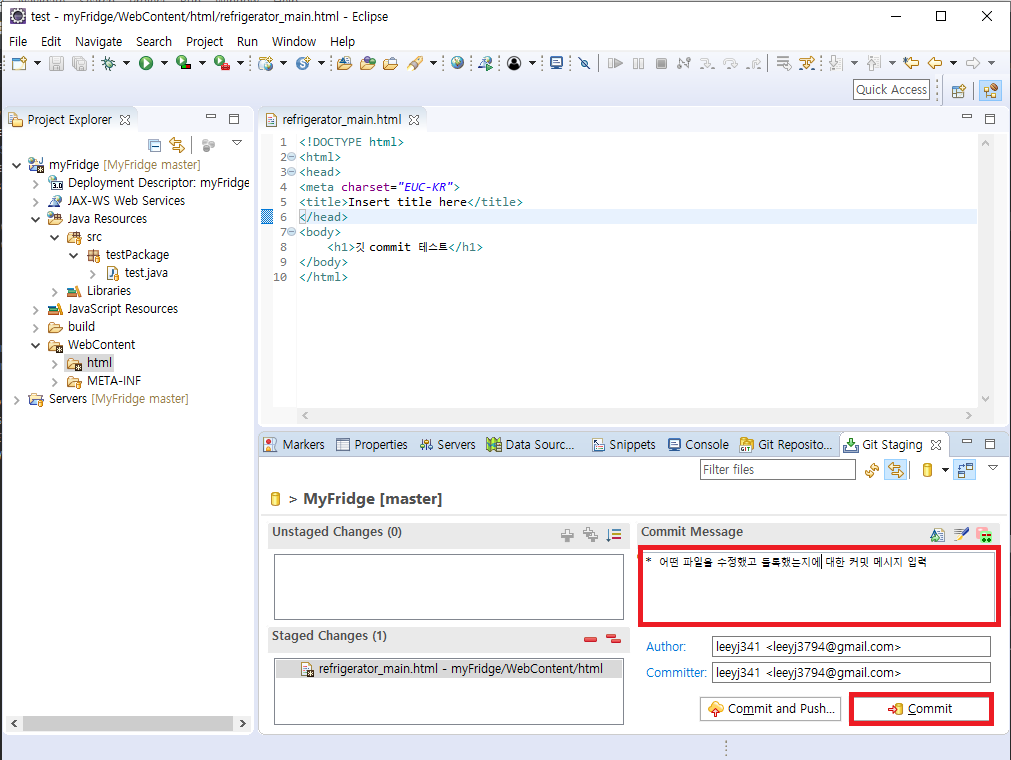 test - myFridge/WebContent/html/refrigerator_main.html - Eclipse
File Edit Navigate Search Project Run Window Help
Quick Access
Project Explorer
myFridge [MyFridge master]
Deployment Descriptor: myFridge
JAX-WS Web Services
Java Resources
src
testPackage
test.java
Libraries
JavaScript Resources
build
WebContent
html
META-INF
Servers [MyFridge master]
refrigerator_main.html
1 <!DOCTYPE html>
2 <html>
3 <head>
4 <meta charset="EUC-KR">
5 <title>Insert title here</title>
6 </head>
7 <body>
8 <h1>깃 commit 테스트</h1>
9 </body>
10 </html>
Markers Properties Servers Data Sourc... Snippets Console Git Reposito... Git Staging
Filter files
> MyFridge [master]
Unstaged Changes (0)
Staged Changes (1)
refrigerator_main.html - myFridge/WebContent/html
Commit Message
* 어떤 파일을 수정했고 등록했는지에 대한 커밋 메시지 입력
Author: leeyj341 <leeyj3794@gmail.com>
Committer: leeyj341 <leeyj3794@gmail.com>
Commit and Push... Commit